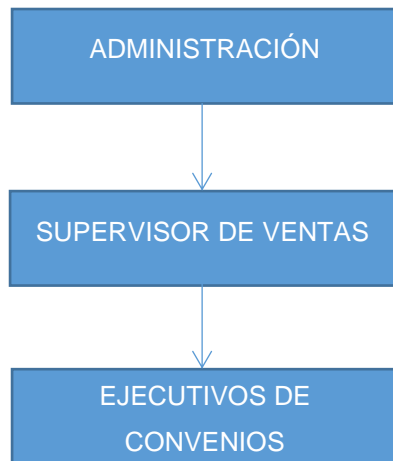 ADMINISTRACIÓN
SUPERVISOR DE VENTAS
EJECUTIVOS DE
CONVENIOS